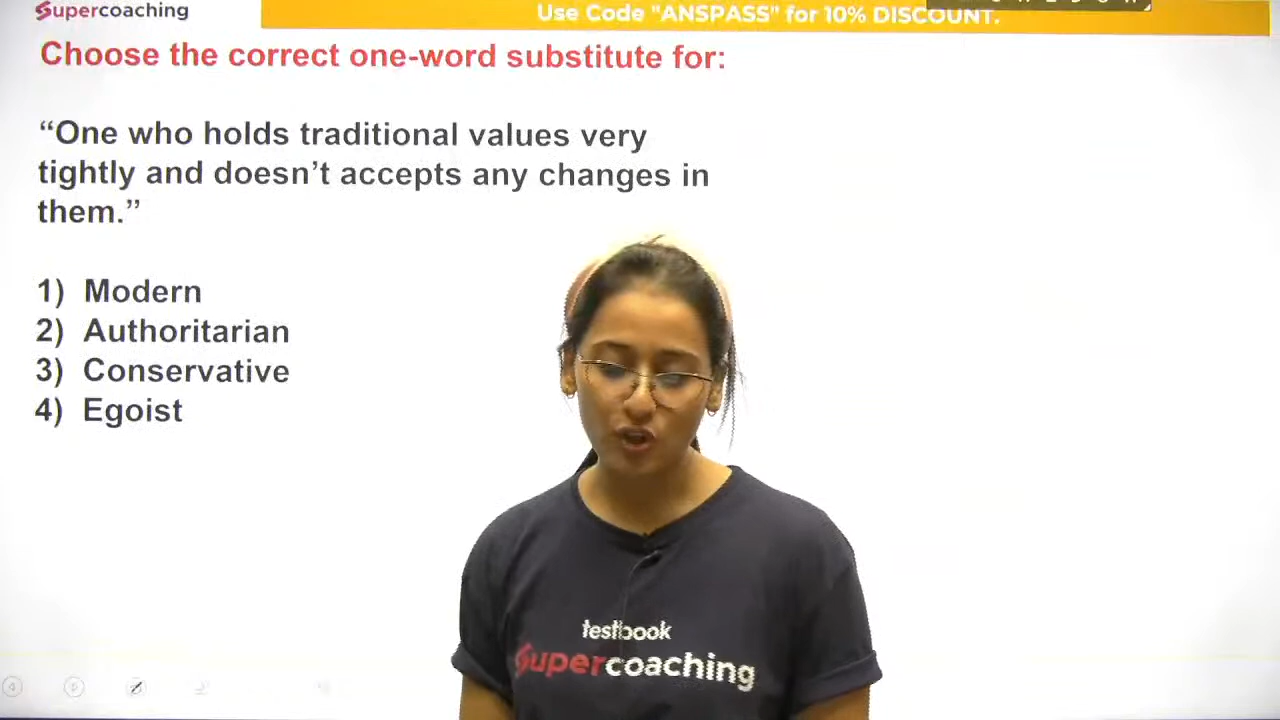 Supercoaching
Use Code "ANSPASS" for 10% DISCOUNT.
Choose the correct one-word substitute for:
“One who holds traditional values very
tightly and doesn’t accepts any changes in
them.”
1) Modern
2) Authoritarian
3) Conservative
4) Egoist
testbook
Supercoaching